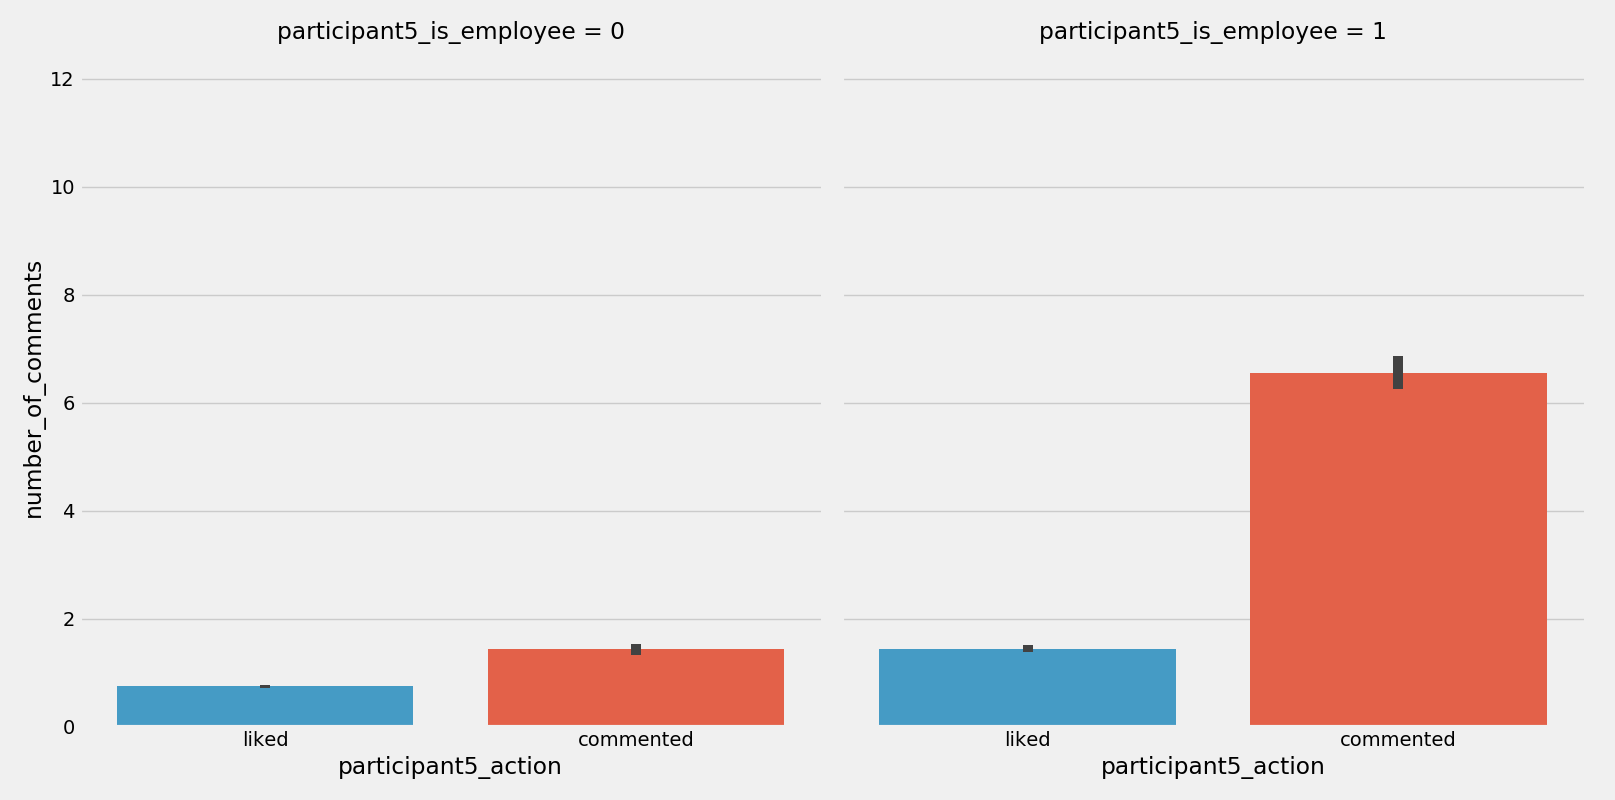 participant5_is_employee = 0
participant5_is_employee = 1
number_of_comments
12
10
8
6
4
2
0
liked
commented
liked
commented
participant5_action
participant5_action